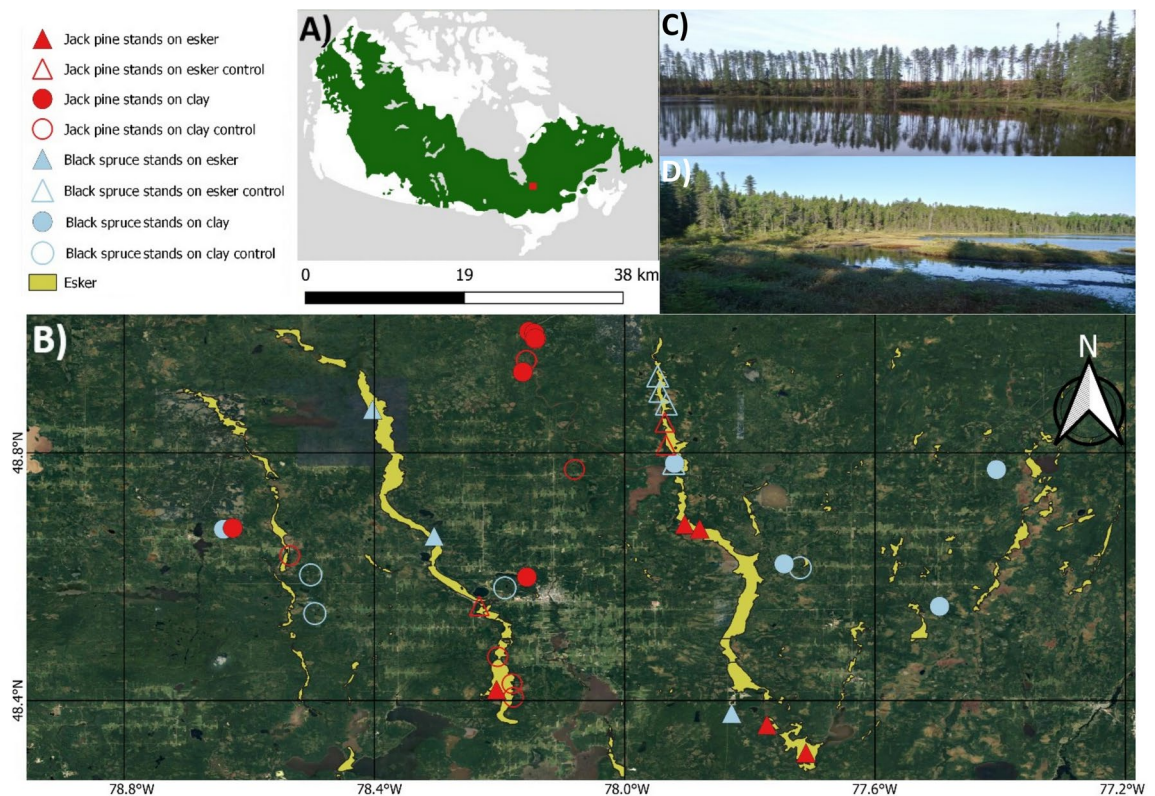 Jack pine stands on esker
Jack pine stands on esker control
Jack pine stands on clay
Jack pine stands on clay control
Black spruce stands on esker
Black spruce stands on esker control
Black spruce stands on clay
Black spruce stands on clay control
Esker
A)
0 19 38 km
C)
D)
B)
N
48.8°N
48.4°N
78.8°W 78.4°W 78.0°W 77.6°W 77.2°W